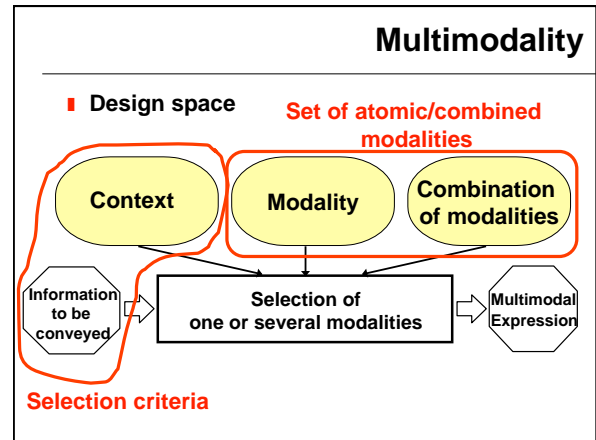 Multimodality
Design space
Set of atomic/combined
modalities
Context
Modality
Combination
of modalities
Information
to be
conveyed
Selection of
one or several modalities
Multimodal
Expression
Selection criteria